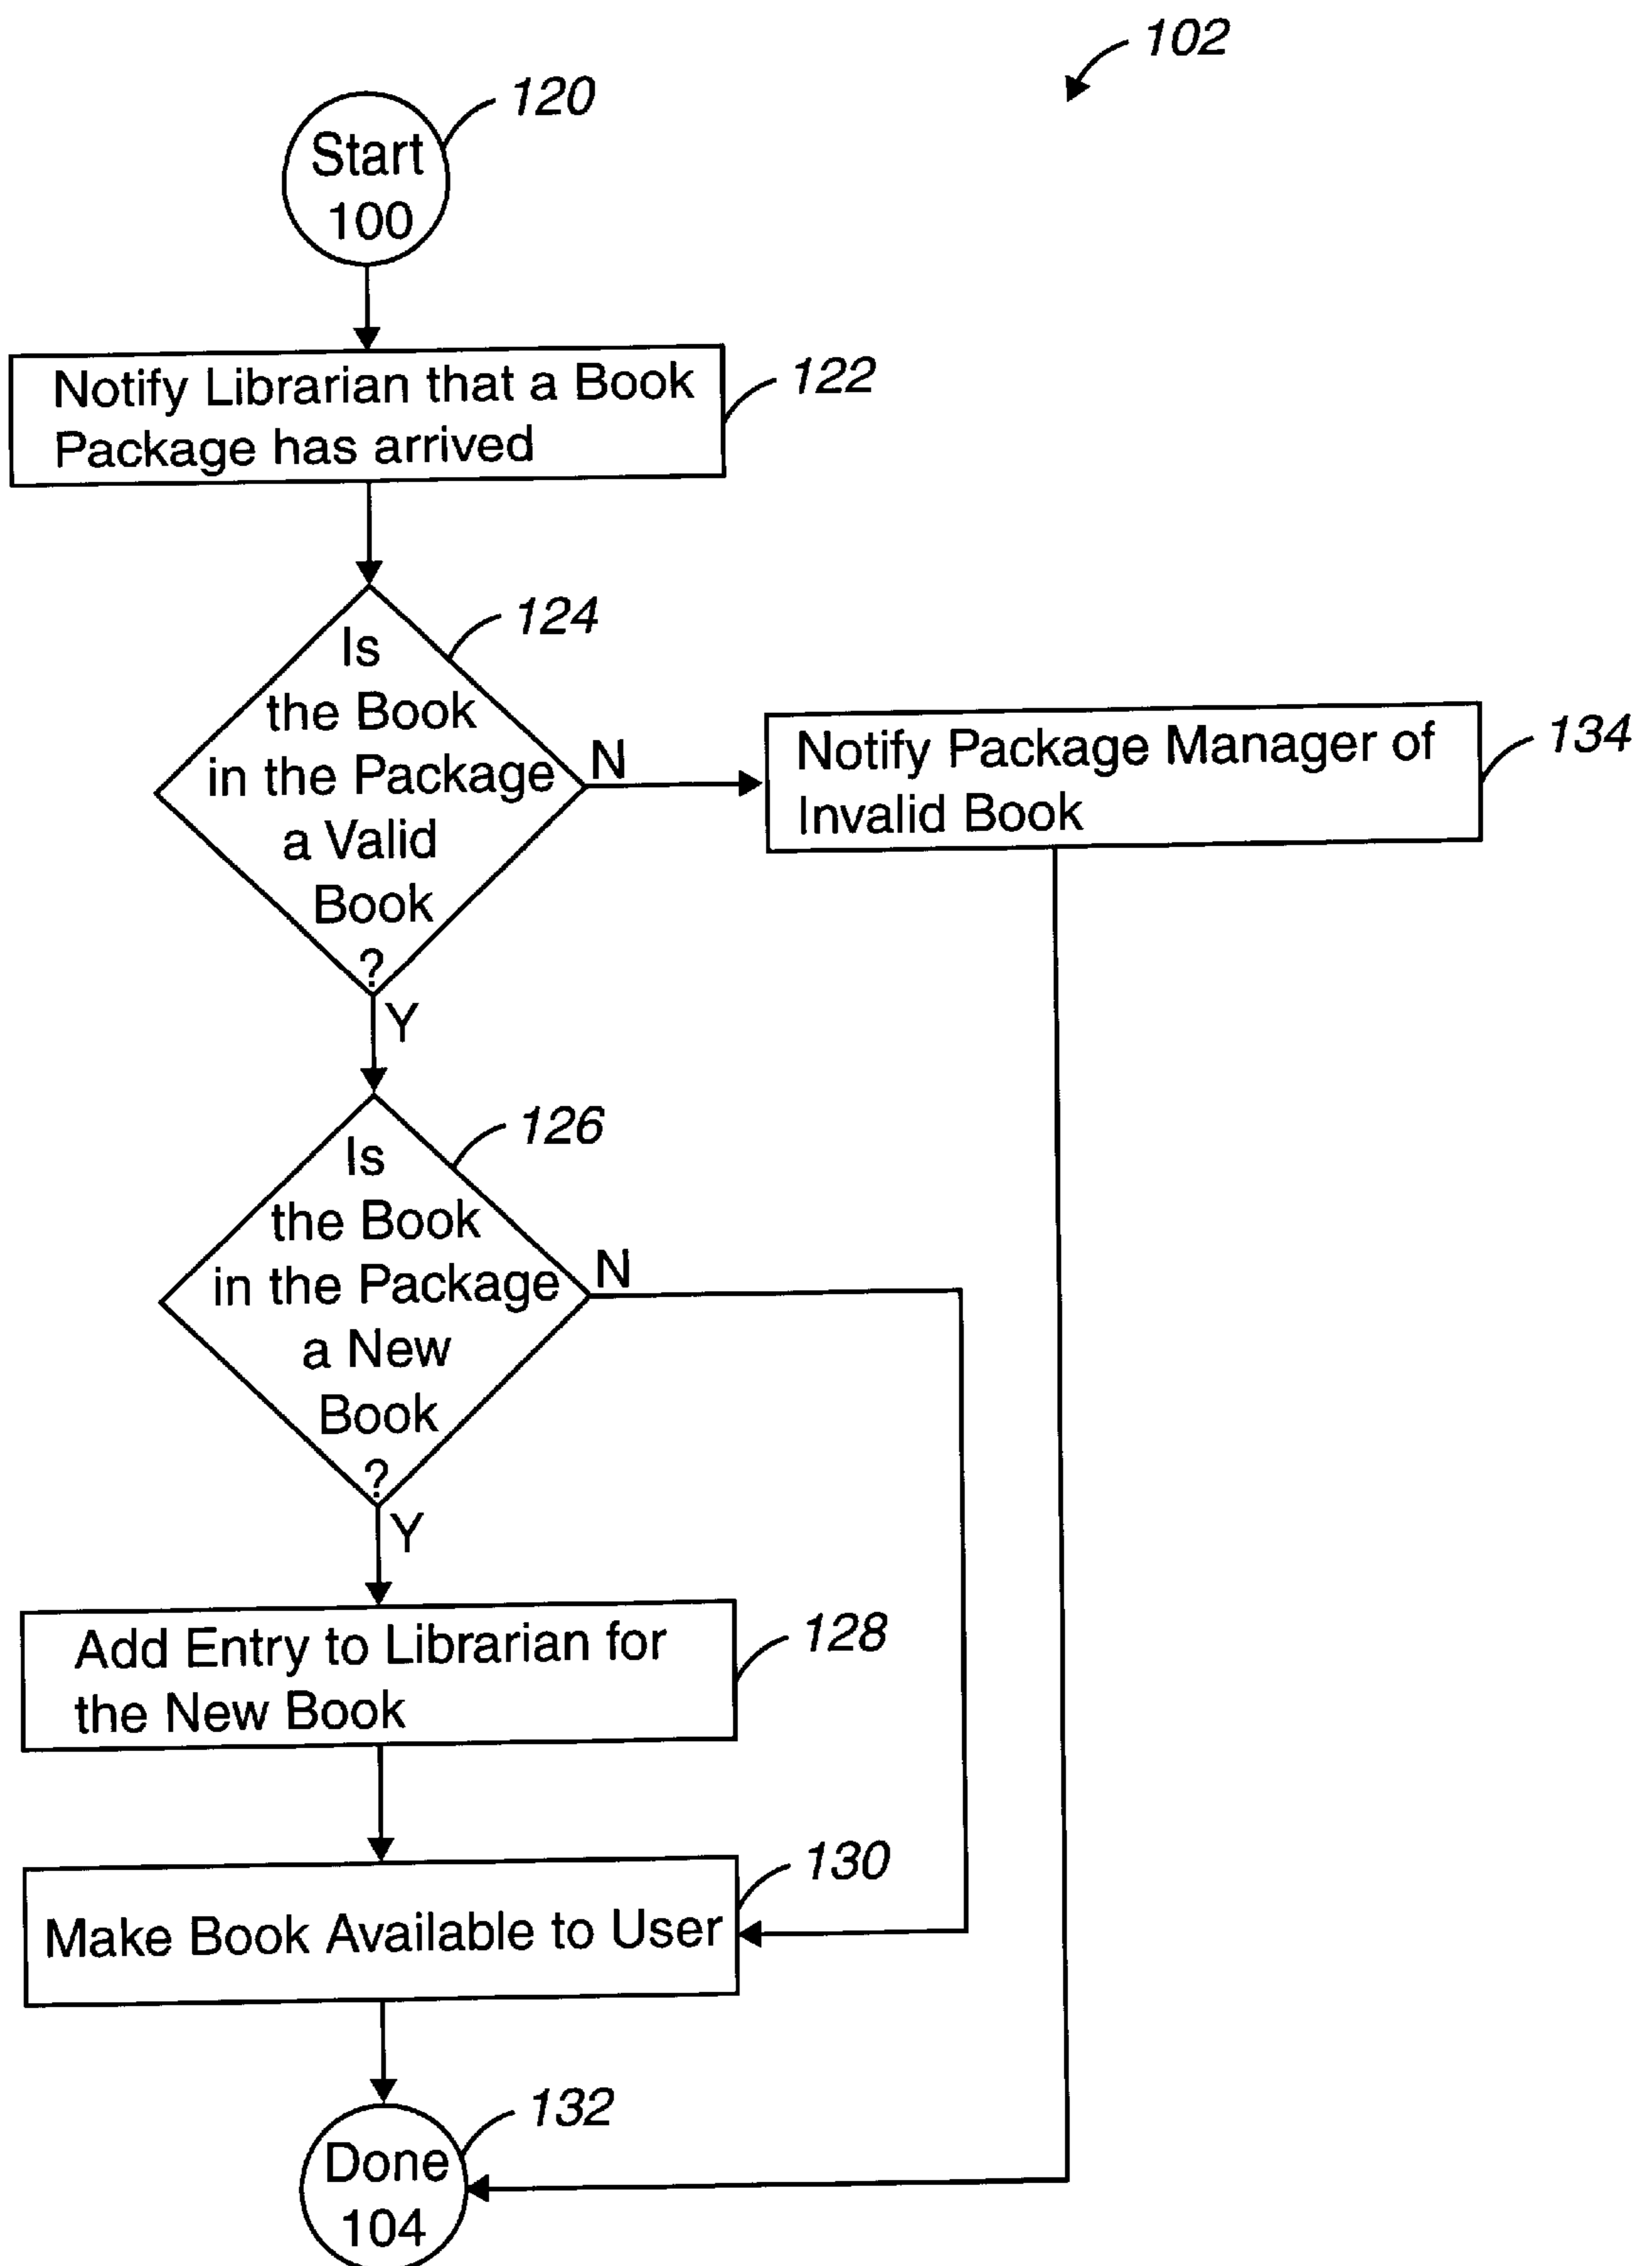 102
120
Start
100
Notify Librarian that a Book
Package has arrived
122
124
Is
the Book
in the Package
a Valid
Book
?
N
Y
Notify Package Manager of
Invalid Book
134
126
Is
the Book
in the Package
a New
Book
?
N
Y
Add Entry to Librarian for
the New Book
128
130
Make Book Available to User
132
Done
104